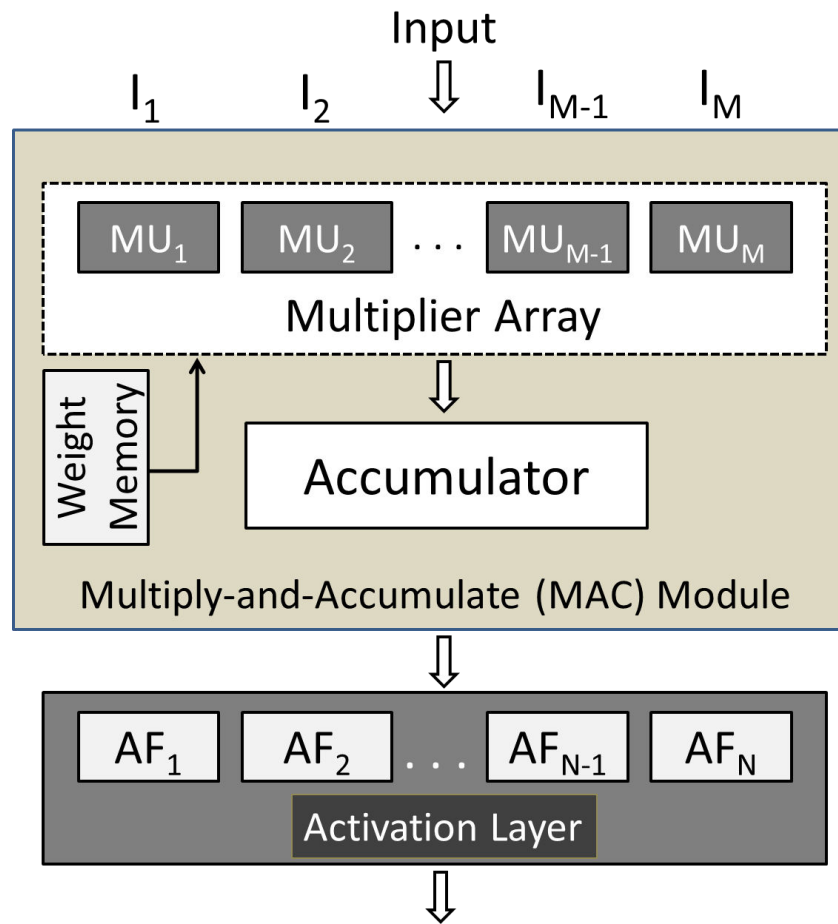 Input
I1 I2 IM-1 IM
MU1 MU2 . . . MUM-1 MUM
Multiplier Array
Weight
Memory
Accumulator
Multiply-and-Accumulate (MAC) Module
AF1 AF2 . . . AFN-1 AFN
Activation Layer